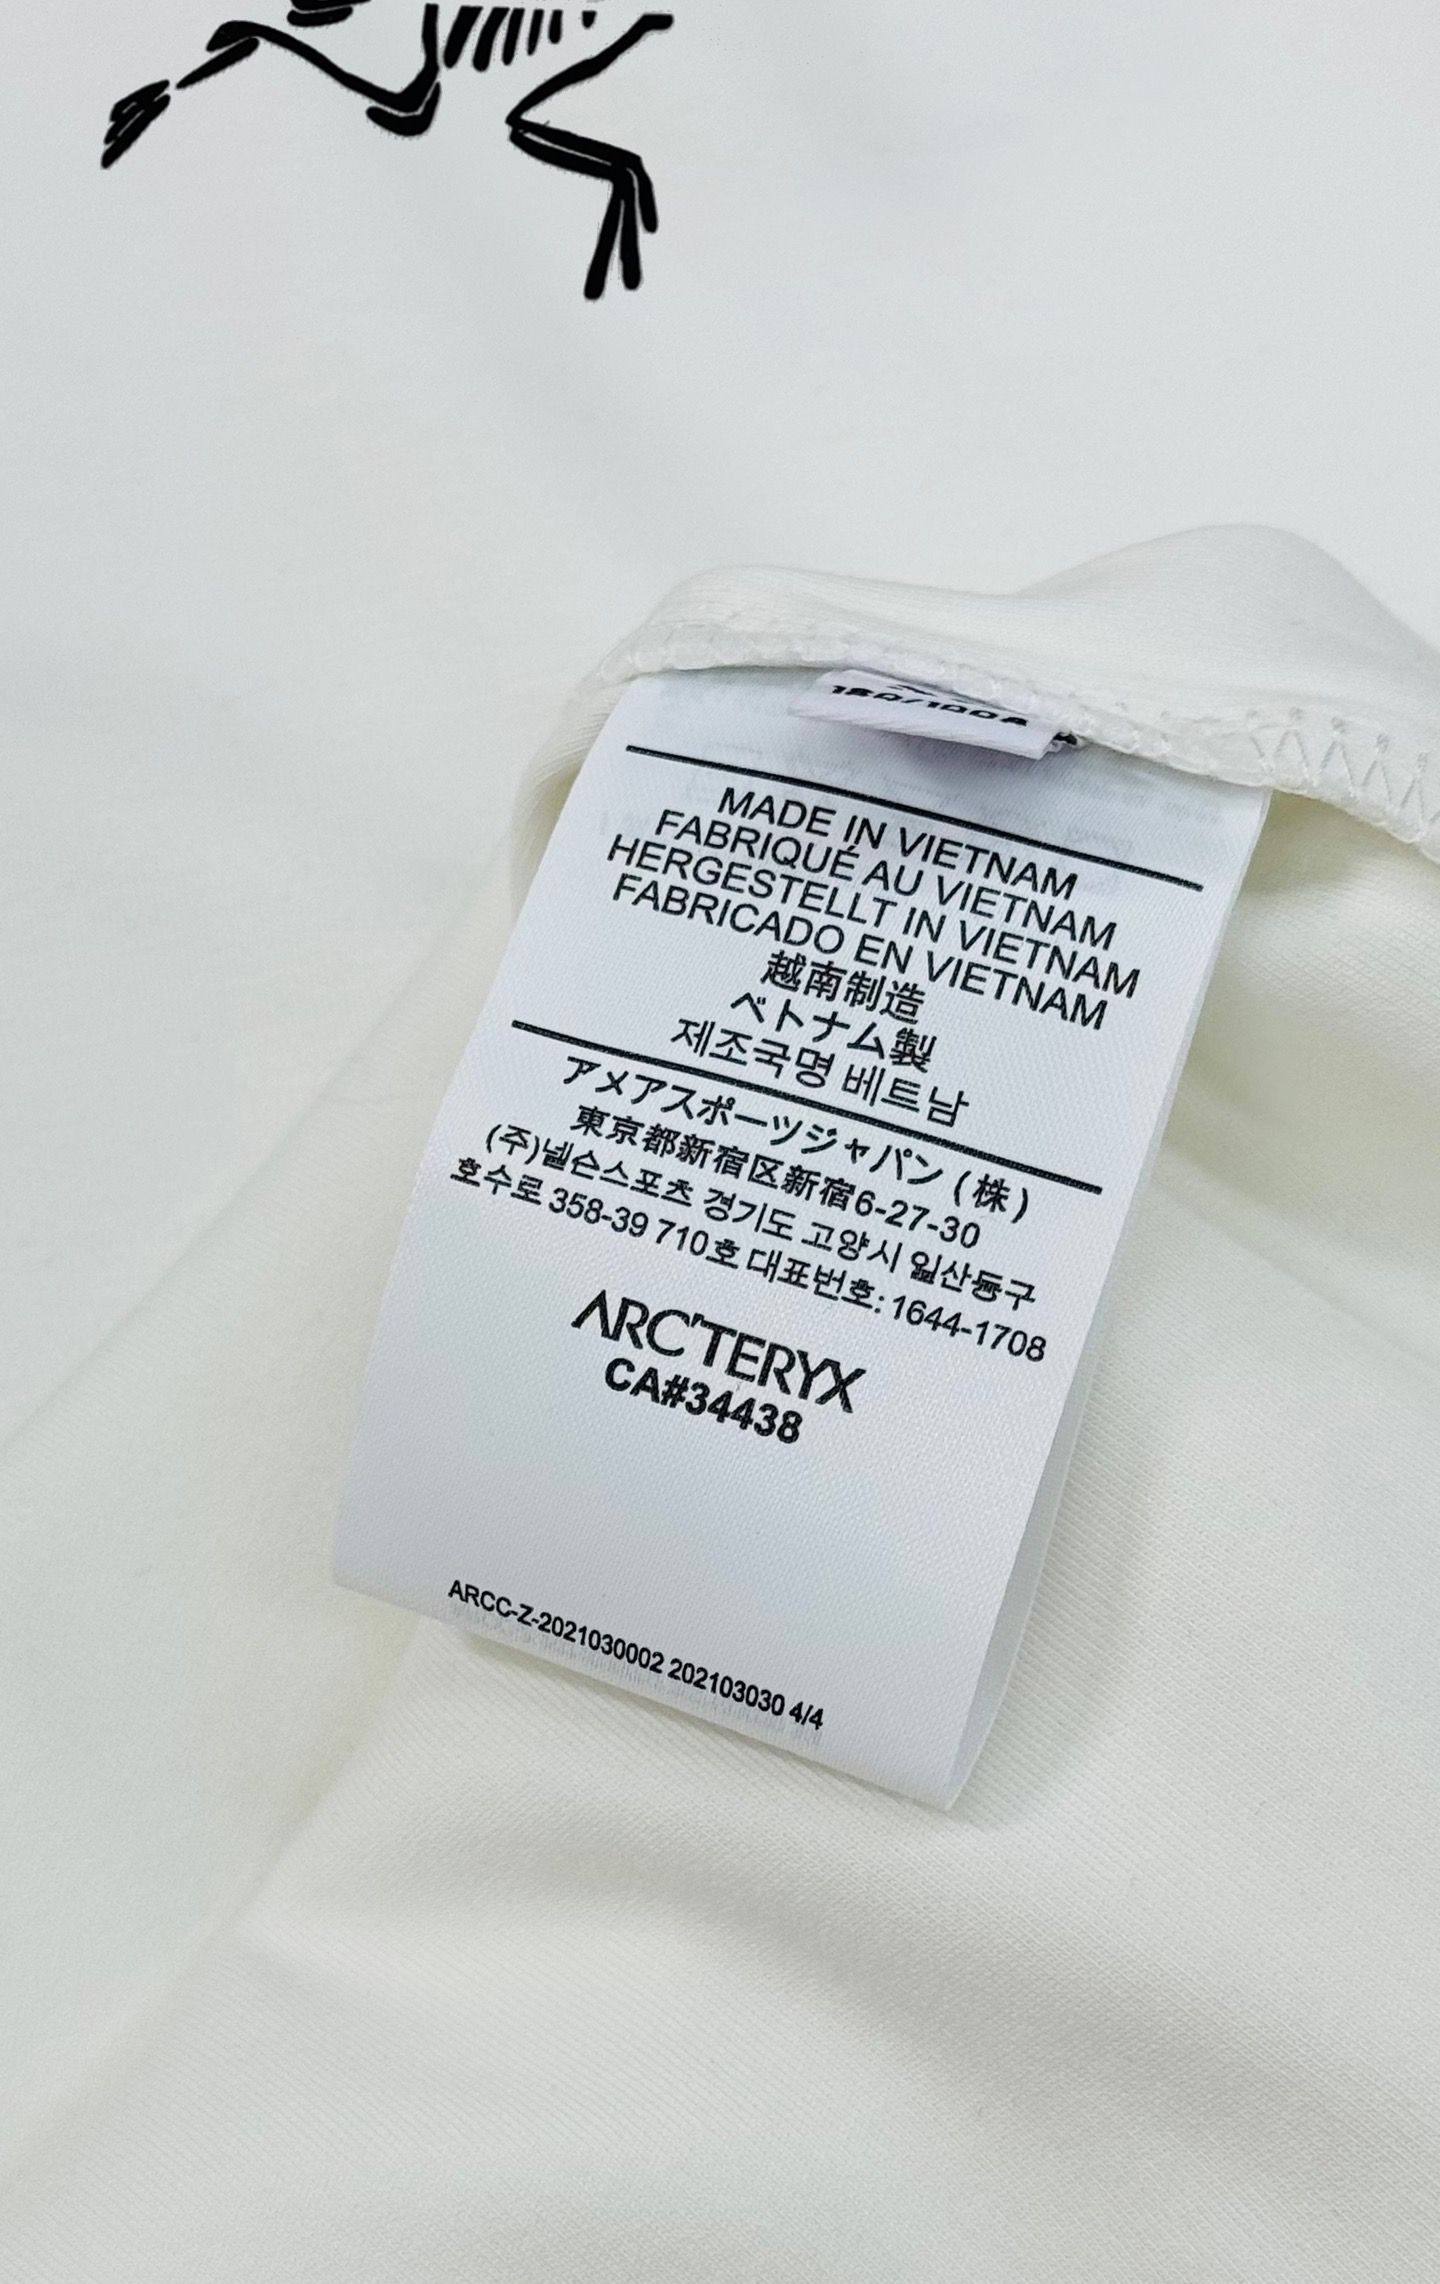 MADE IN VIETNAM
FABRIQUÉ AU VIETNAM
HERGESTELLT IN VIETNAM
FABRICADO EN VIETNAM
越南制造
ベトナム製
제조국명 베트남
アメアスポーツジャパン (株)
東京都新宿区新宿6-27-30
(주)넬슨스포츠 경기도 고양시 일산동구
호수로 358-39 710호 대표번호: 1644-1708
ARC'TERYX
CA#34438
ARCC-Z-2021030002 202103030 4/4